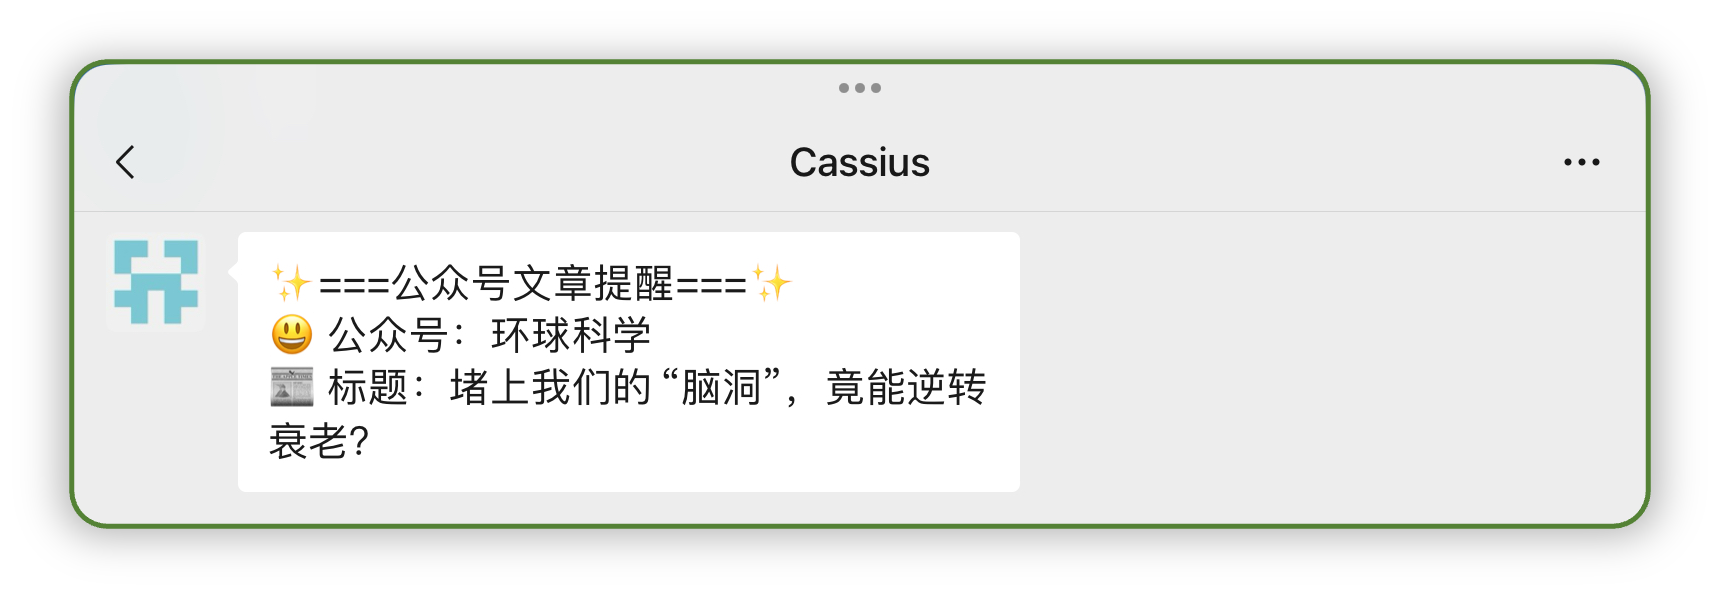 Cassius
✨===公众号文章提醒===✨
😃 公众号：环球科学
📰 标题：堵上我们的 “脑洞”，竟能逆转
衰老？